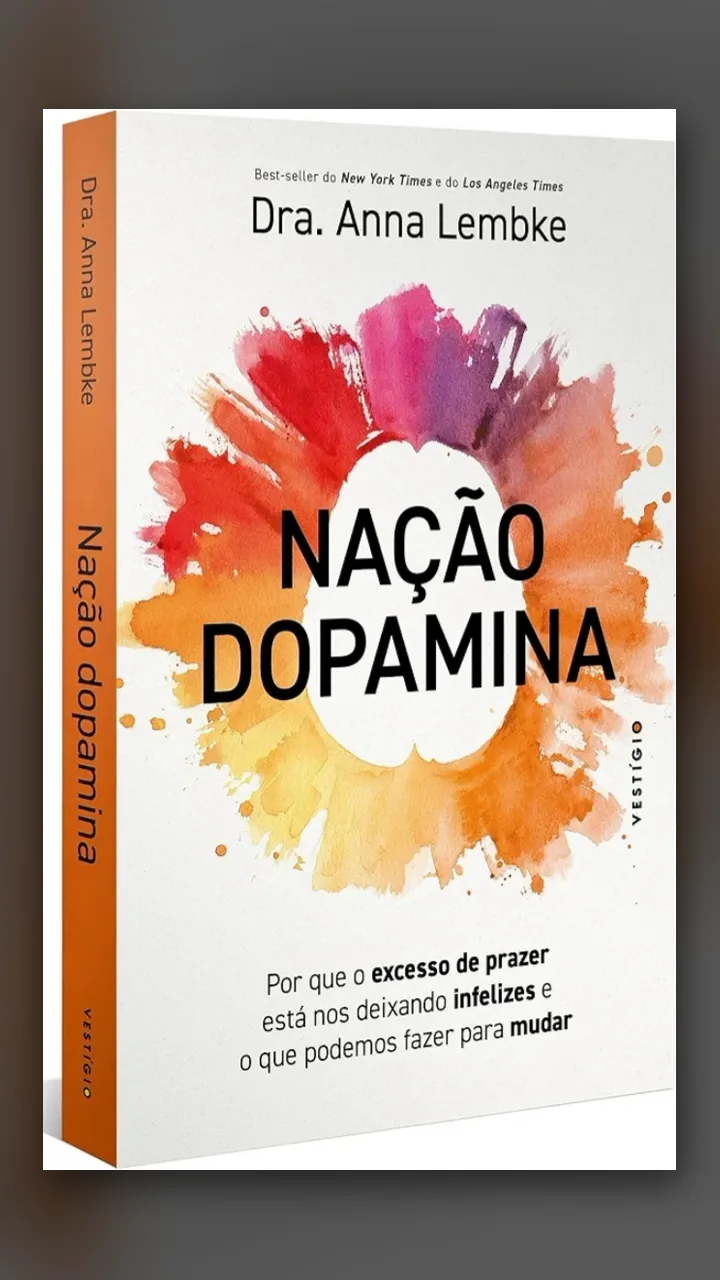 Dra. Anna Lembke
Nação dopamina
VESTÍGIO
Best-seller do New York Times e do Los Angeles Times
Dra. Anna Lembke
NAÇÃO
DOPAMINA
VESTÍGIO
Por que o excesso de prazer
está nos deixando infelizes e
o que podemos fazer para mudar